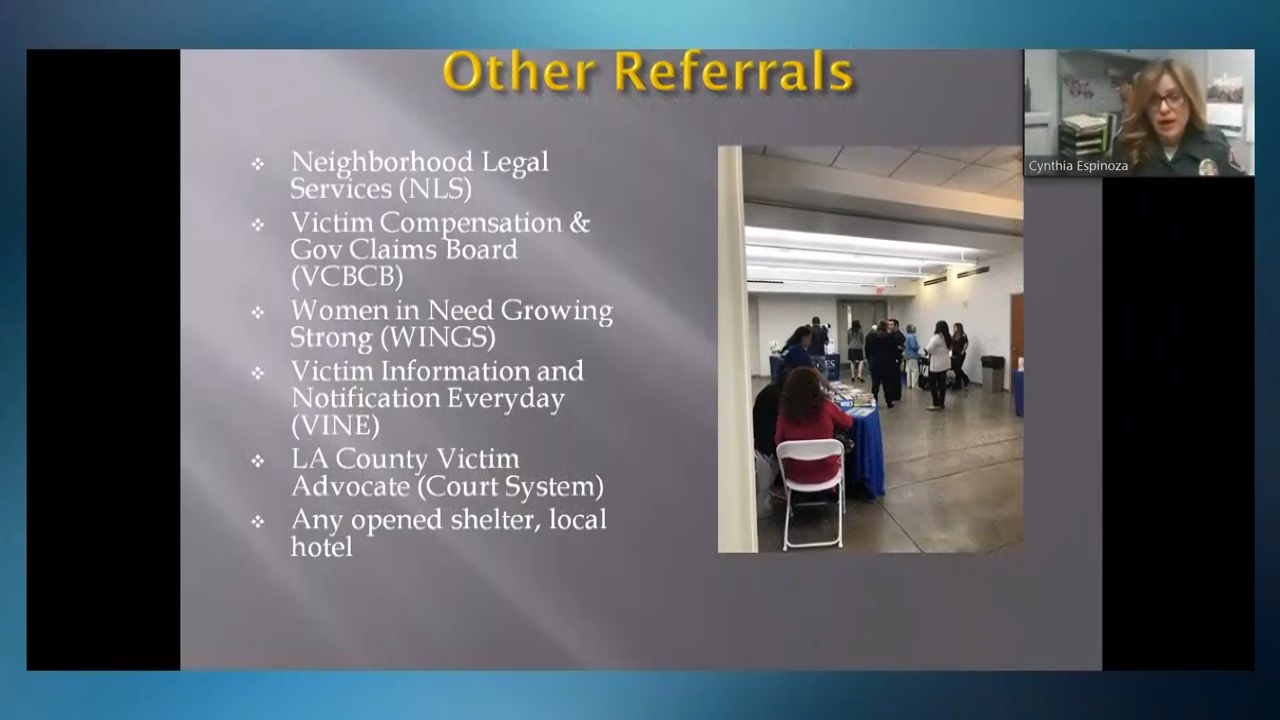 Other Referrals
Cynthia Espinoza
Neighborhood Legal
Services (NLS)
Victim Compensation &
Gov Claims Board
(VCBCB)
Women in Need Growing
Strong (WINGS)
Victim Information and
Notification Everyday
(VINE)
LA County Victim
Advocate (Court System)
Any opened shelter, local
hotel